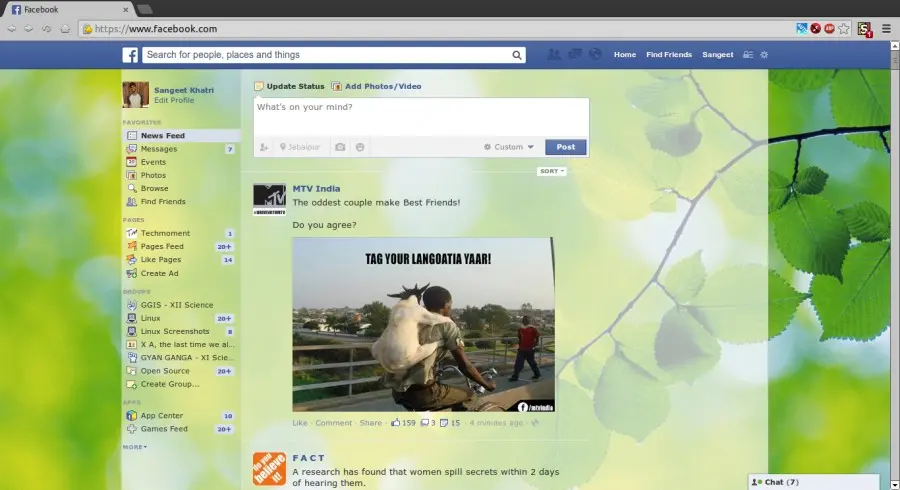 Facebook
https://www.facebook.com
Search for people, places and things
Home
Find Friends
Sangeet
Sangeet Khatri
Edit Profile
FAVORITES
News Feed
Messages 7
Events
Photos
Browse
Find Friends
PAGES
Techmoment 1
Pages Feed 20+
Like Pages 14
Create Ad
GROUPS
GGIS - XII Science
Linux 20+
Linux Screenshots 8
X A, the last time we al...
GYAN GANGA - XI Scie...
Open Source 20+
Create Group...
APPS
App Center 10
Games Feed 20+
MORE
Update Status
Add Photos/Video
What's on your mind?
Jabalpur
Custom
Post
SORT
MTV India
The oddest couple make Best Friends!
Do you agree?
TAG YOUR LANGOATIA YAAR!
/mtvindia
Like · Comment · Share · 159 3 15 · 4 minutes ago ·
Do you believe it!
F A C T
A research has found that women spill secrets within 2 days
of hearing them.
Chat (7)